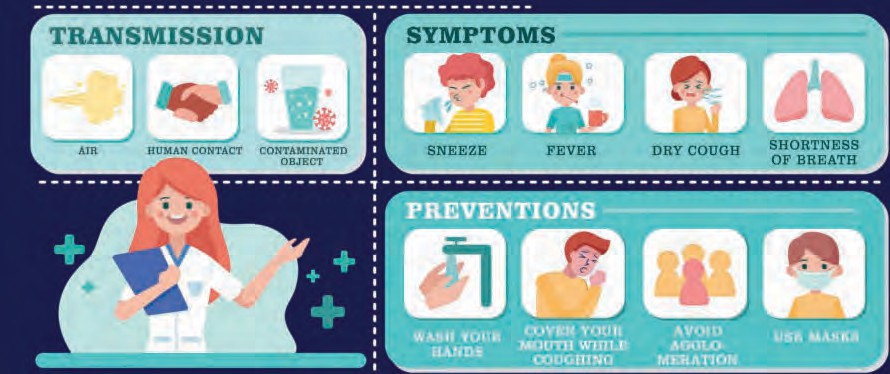 TRANSMISSION
AIR
HUMAN CONTACT
CONTAMINATED
OBJECT
SYMPTOMS
SNEEZE
FEVER
DRY COUGH
SHORTNESS
OF BREATH
PREVENTIONS
WASH YOUR
HANDS
COVER YOUR
MOUTH WHILE
COUGHING
AVOID
AGGLO-
MERATION
USE MASKS